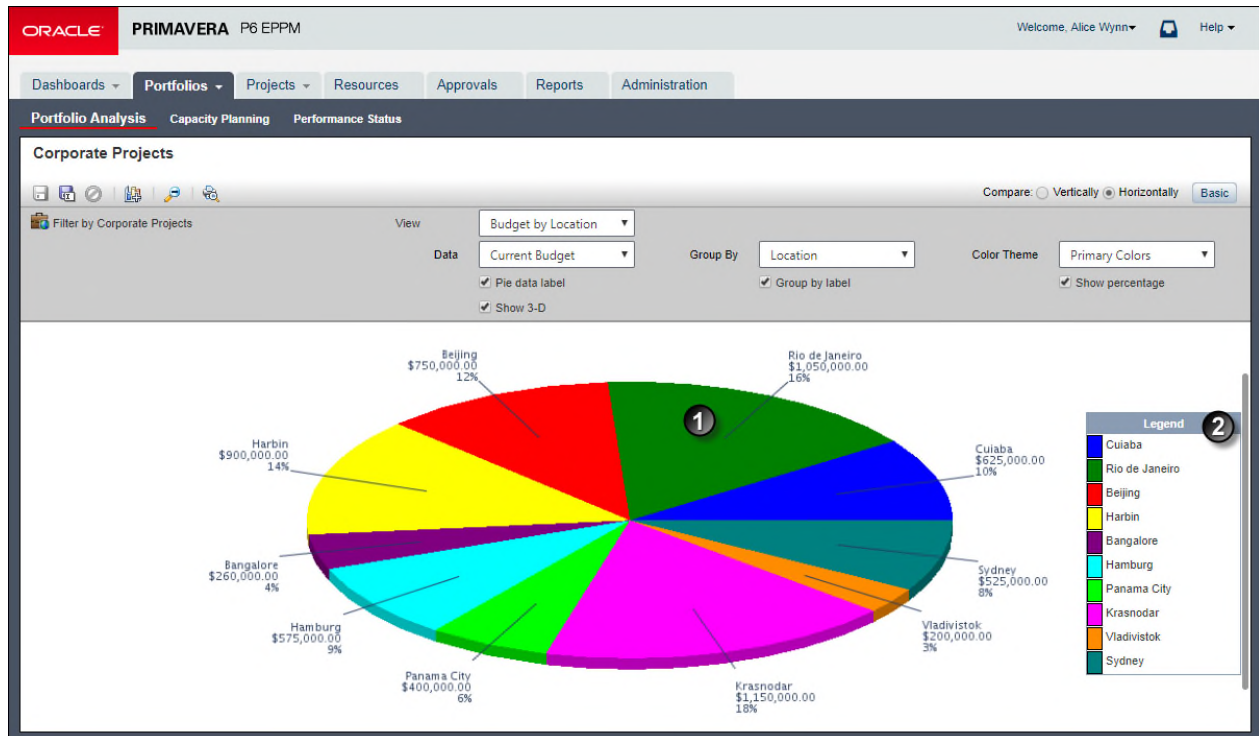 ORACLE PRIMAVERA P6 EPPM Welcome, Alice Wynn Help
Dashboards Portfolios Projects Resources Approvals Reports Administration
Portfolio Analysis Capacity Planning Performance Status
Corporate Projects
Compare: Vertically Horizontally Basic
Filter by Corporate Projects View Budget by Location
Data Current Budget Group By Location Color Theme Primary Colors
Pie data label Group by label Show percentage
Show 3-D
Beijing
$750,000.00
12%
Rio de Janeiro
$1,050,000.00
16%
1
Harbin
$900,000.00
14%
Cuiaba
$625,000.00
10%
Bangalore
$260,000.00
4%
Sydney
$525,000.00
8%
Hamburg
$575,000.00
9%
Vladivistok
$200,000.00
3%
Panama City
$400,000.00
6%
Krasnodar
$1,150,000.00
18%
Legend 2
Cuiaba
Rio de Janeiro
Beijing
Harbin
Bangalore
Hamburg
Panama City
Krasnodar
Vladivistok
Sydney